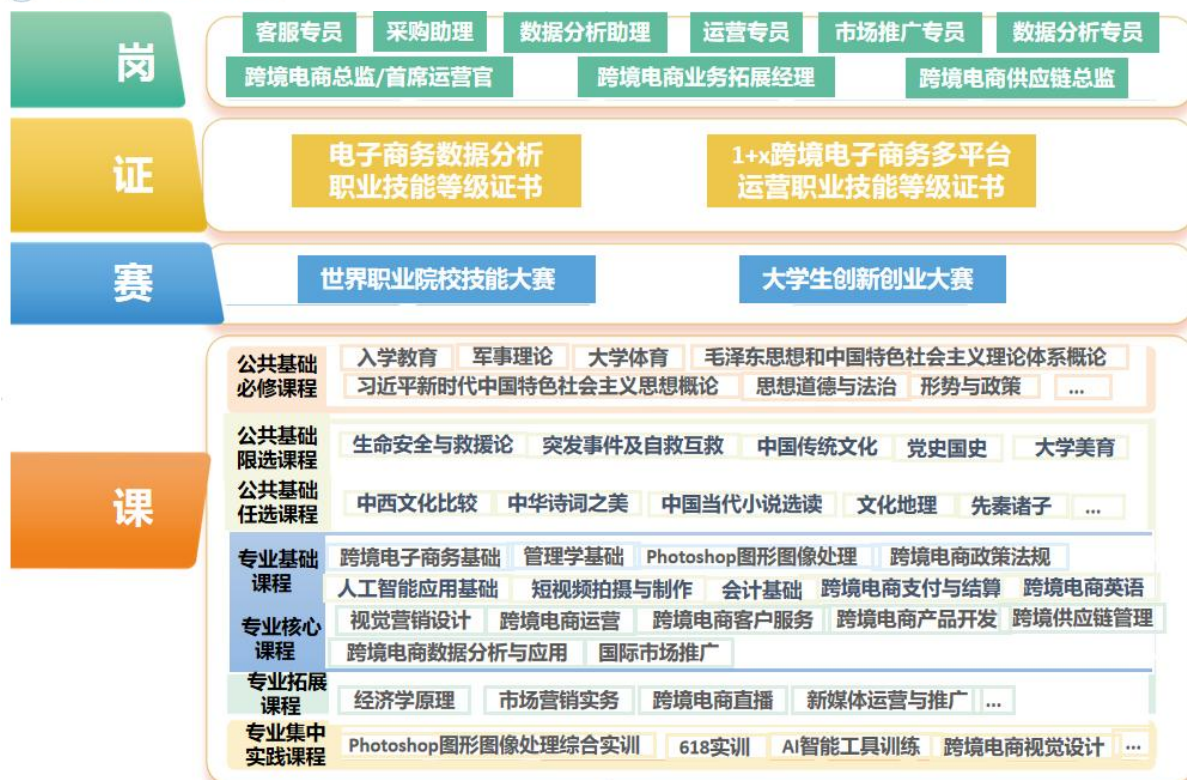 岗
客服专员 采购助理 数据分析助理 运营专员 市场推广专员 数据分析专员
跨境电商总监/首席运营官 跨境电商业务拓展经理 跨境电商供应链总监
证
电子商务数据分析
职业技能等级证书
1+x跨境电子商务多平台
运营职业技能等级证书
赛
世界职业院校技能大赛 大学生创新创业大赛
课
公共基础
必修课程
入学教育 军事理论 大学体育 毛泽东思想和中国特色社会主义理论体系概论
习近平新时代中国特色社会主义思想概论 思想道德与法治 形势与政策 ...
公共基础
限选课程
生命安全与救援论 突发事件及自救互救 中国传统文化 党史国史 大学美育
公共基础
任选课程
中西文化比较 中华诗词之美 中国当代小说选读 文化地理 先秦诸子 ...
专业基础
课程
跨境电子商务基础 管理学基础 Photoshop图形图像处理 跨境电商政策法规
人工智能应用基础 短视频拍摄与制作 会计基础 跨境电商支付与结算 跨境电商英语
专业核心
课程
视觉营销设计 跨境电商运营 跨境电商客户服务 跨境电商产品开发 跨境供应链管理
跨境电商数据分析与应用 国际市场推广
专业拓展
课程
经济学原理 市场营销实务 跨境电商直播 新媒体运营与推广 ...
专业集中
实践课程
Photoshop图形图像处理综合实训 618实训 AI智能工具训练 跨境电商视觉设计 ...